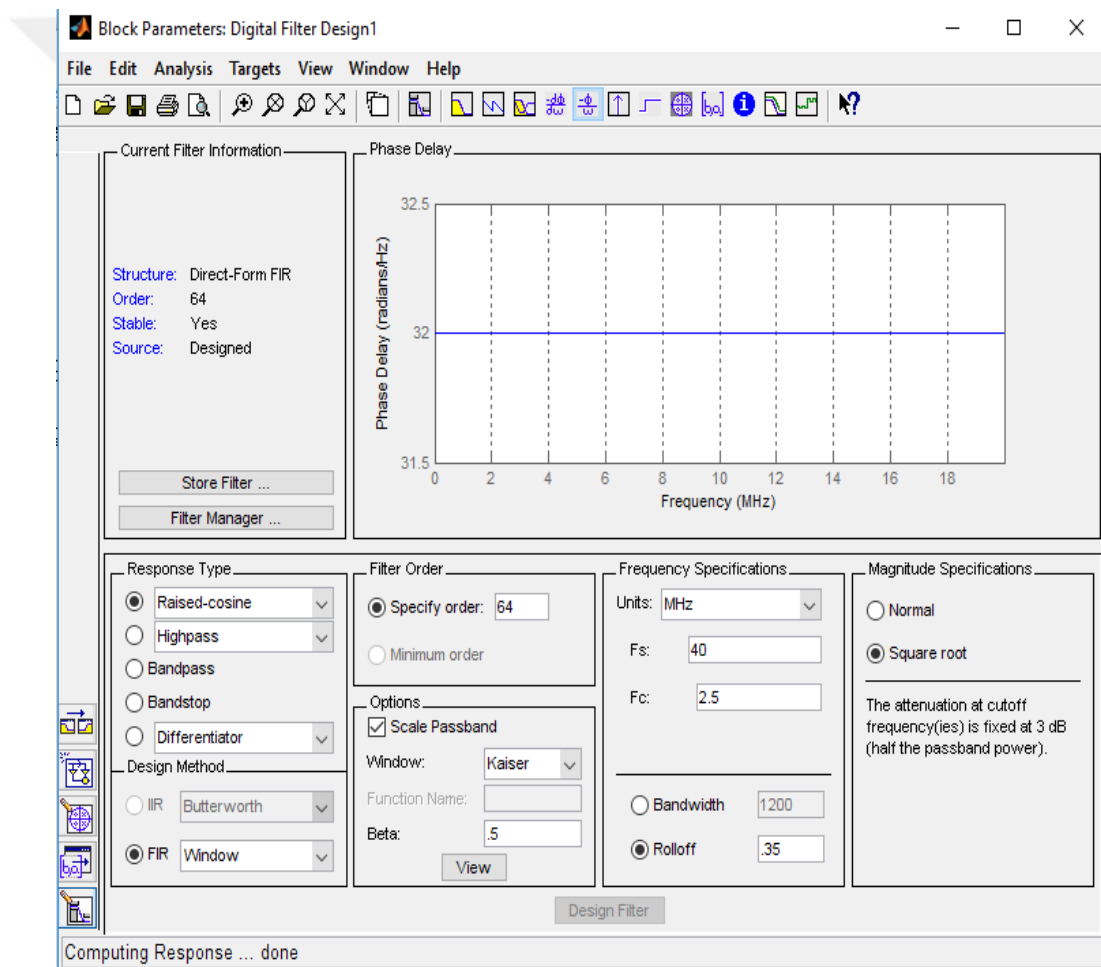 Block Parameters: Digital Filter Design1
File Edit Analysis Targets View Window Help
Current Filter Information
Structure: Direct-Form FIR
Order: 64
Stable: Yes
Source: Designed
Store Filter ...
Filter Manager ...
Phase Delay
32.5
32
31.5
Phase Delay (radians/Hz)
0 2 4 6 8 10 12 14 16 18
Frequency (MHz)
Response Type
Raised-cosine
Highpass
Bandpass
Bandstop
Differentiator
Design Method
IIR Butterworth
FIR Window
Filter Order
Specify order: 64
Minimum order
Options
Scale Passband
Window: Kaiser
Function Name:
Beta: .5
View
Frequency Specifications
Units: MHz
Fs: 40
Fc: 2.5
Bandwidth 1200
Rolloff .35
Magnitude Specifications
Normal
Square root
The attenuation at cutoff
frequency(ies) is fixed at 3 dB
(half the passband power).
Design Filter
Computing Response ... done